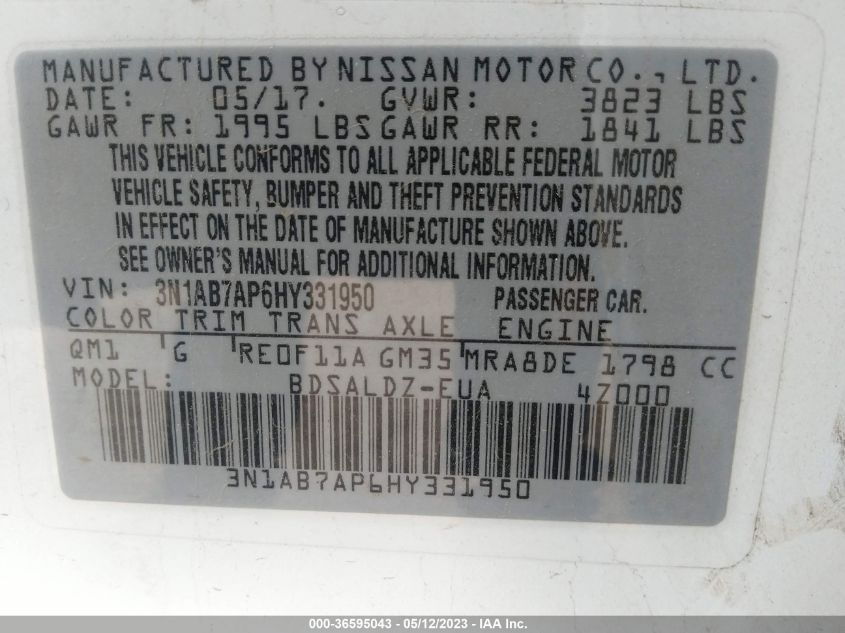 MANUFACTURED BY NISSAN MOTOR CO., LTD.
DATE: 05/17. GVWR: 3823 LBS
GAWR FR: 1995 LBS GAWR RR: 1841 LBS
THIS VEHICLE CONFORMS TO ALL APPLICABLE FEDERAL MOTOR
VEHICLE SAFETY, BUMPER AND THEFT PREVENTION STANDARDS
IN EFFECT ON THE DATE OF MANUFACTURE SHOWN ABOVE.
SEE OWNER'S MANUAL FOR ADDITIONAL INFORMATION.
VIN: 3N1AB7AP6HY331950 PASSENGER CAR.
COLOR TRIM TRANS AXLE ENGINE
QM1 G RE0F11A GM35 MRA8DE 1798 CC
MODEL: BDSALDZ-EUA 4Z000
3N1AB7AP6HY331950
000-36595043 - 05/12/2023 - IAA Inc.